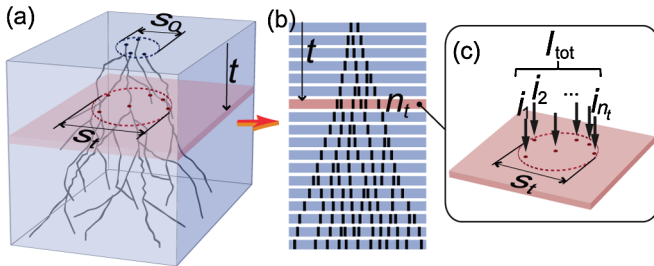 (a)
S₀
t
Sₜ
(b)
t
nₜ
(c)
Iₜₒₜ
i₁
i₂
...
iₙₜ
Sₜ